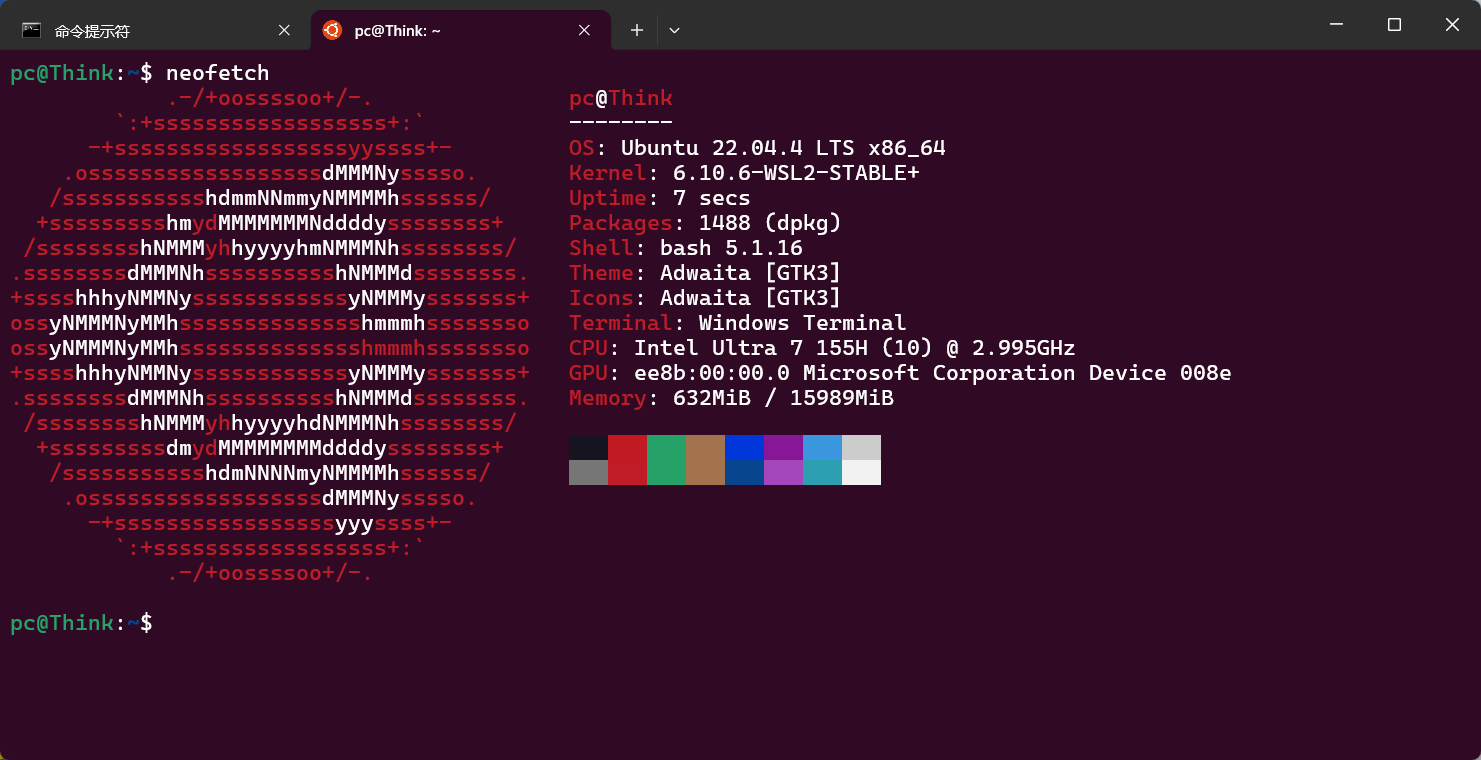 命令提示符
pc@Think: ~
pc@Think:~$ neofetch
.-/+oossssoo+/-.
`:+ssssssssssssssssss+:`
-+ssssssssssssssssssyyssss+-
.ossssssssssssssssssdMMMNysssso.
/ssssssssssshdmmNNmmyNMMMMhssssss/
+ssssssssshmydMMMMMMMNddddyssssssss+
/sssssssshNMMMyhhyyyyhmNMMMNhssssssss/
.ssssssssdMMMNhsssssssssshNMMMdssssssss.
+sssshhhyNMMNyssssssssssssyNMMMysssssss+
ossyNMMMNyMMhsssssssssssssshmmmhssssssso
ossyNMMMNyMMhsssssssssssssshmmmhssssssso
+sssshhhyNMMNyssssssssssssyNMMMysssssss+
.ssssssssdMMMNhsssssssssshNMMMdssssssss.
/sssssssshNMMMyhhyyyyhdNMMMNhssssssss/
+sssssssssdmydMMMMMMMMddddyssssssss+
/ssssssssssshdmNNNNmyNMMMMhssssss/
.ossssssssssssssssssdMMMNysssso.
-+sssssssssssssssssyyyssss+-
`:+ssssssssssssssssss+:`
.-/+oossssoo+/-.
pc@Think
--------
OS: Ubuntu 22.04.4 LTS x86_64
Kernel: 6.10.6-WSL2-STABLE+
Uptime: 7 secs
Packages: 1488 (dpkg)
Shell: bash 5.1.16
Theme: Adwaita [GTK3]
Icons: Adwaita [GTK3]
Terminal: Windows Terminal
CPU: Intel Ultra 7 155H (10) @ 2.995GHz
GPU: ee8b:00:00.0 Microsoft Corporation Device 008e
Memory: 632MiB / 15989MiB
pc@Think:~$